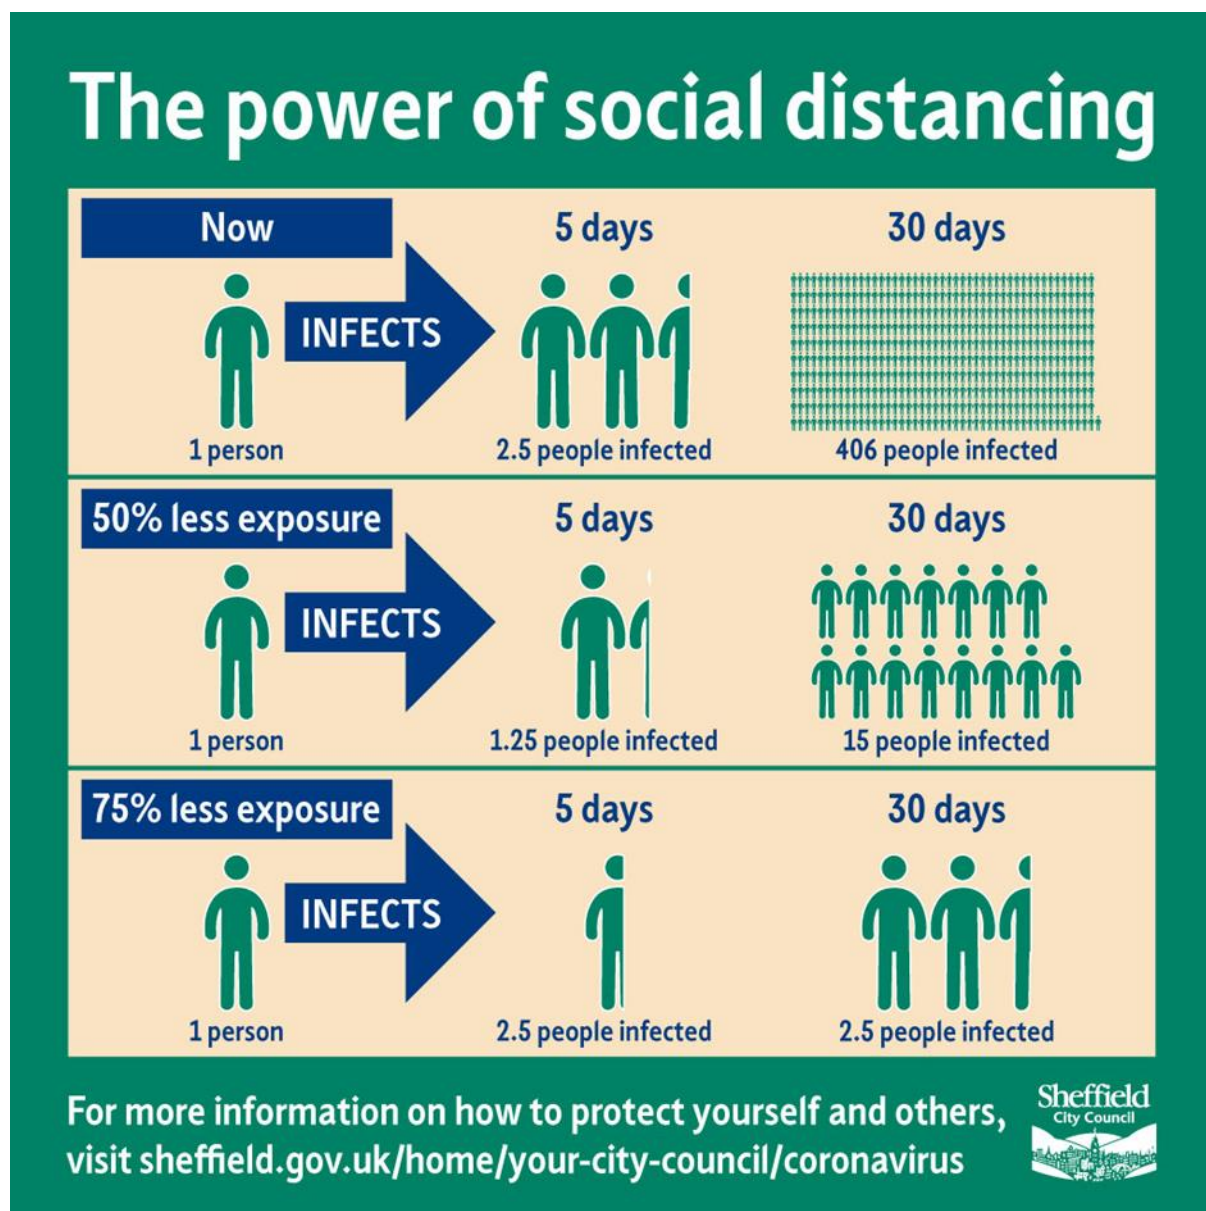 The power of social distancing
Now
5 days
30 days
INFECTS
1 person
2.5 people infected
406 people infected
50% less exposure
5 days
30 days
INFECTS
1 person
1.25 people infected
15 people infected
75% less exposure
5 days
30 days
INFECTS
1 person
2.5 people infected
2.5 people infected
For more information on how to protect yourself and others,
visit sheffield.gov.uk/home/your-city-council/coronavirus
Sheffield
City Council